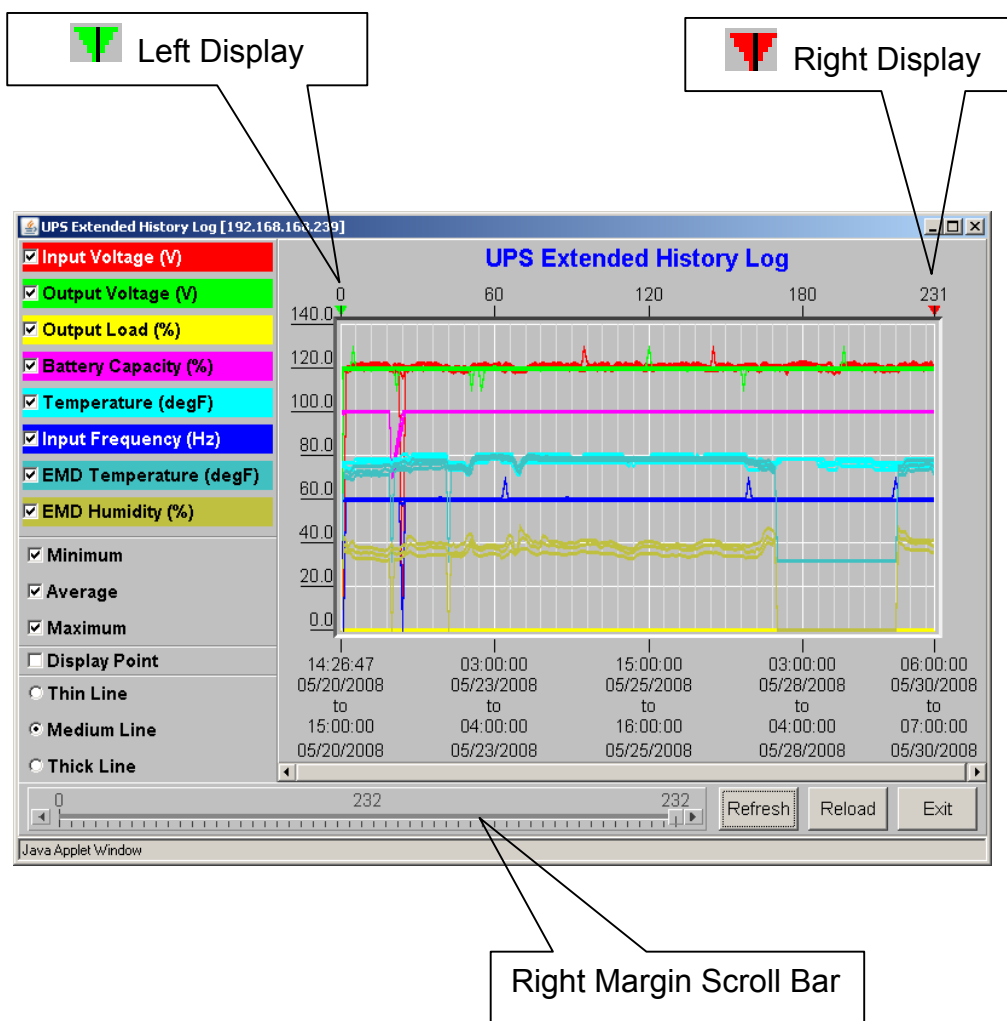 Left Display
Right Display
UPS Extended History Log [192.168.168.239]
Input Voltage (V)
Output Voltage (V)
Output Load (%)
Battery Capacity (%)
Temperature (degF)
Input Frequency (Hz)
EMD Temperature (degF)
EMD Humidity (%)
Minimum
Average
Maximum
Display Point
Thin Line
Medium Line
Thick Line
UPS Extended History Log
0 60 120 180 231
140.0
120.0
100.0
80.0
60.0
40.0
20.0
0.0
14:26:47 03:00:00 15:00:00 03:00:00 06:00:00
05/20/2008 05/23/2008 05/25/2008 05/28/2008 05/30/2008
to to to to to
15:00:00 04:00:00 16:00:00 04:00:00 07:00:00
05/20/2008 05/23/2008 05/25/2008 05/28/2008 05/30/2008
0 232 232
Refresh Reload Exit
Java Applet Window
Right Margin Scroll Bar